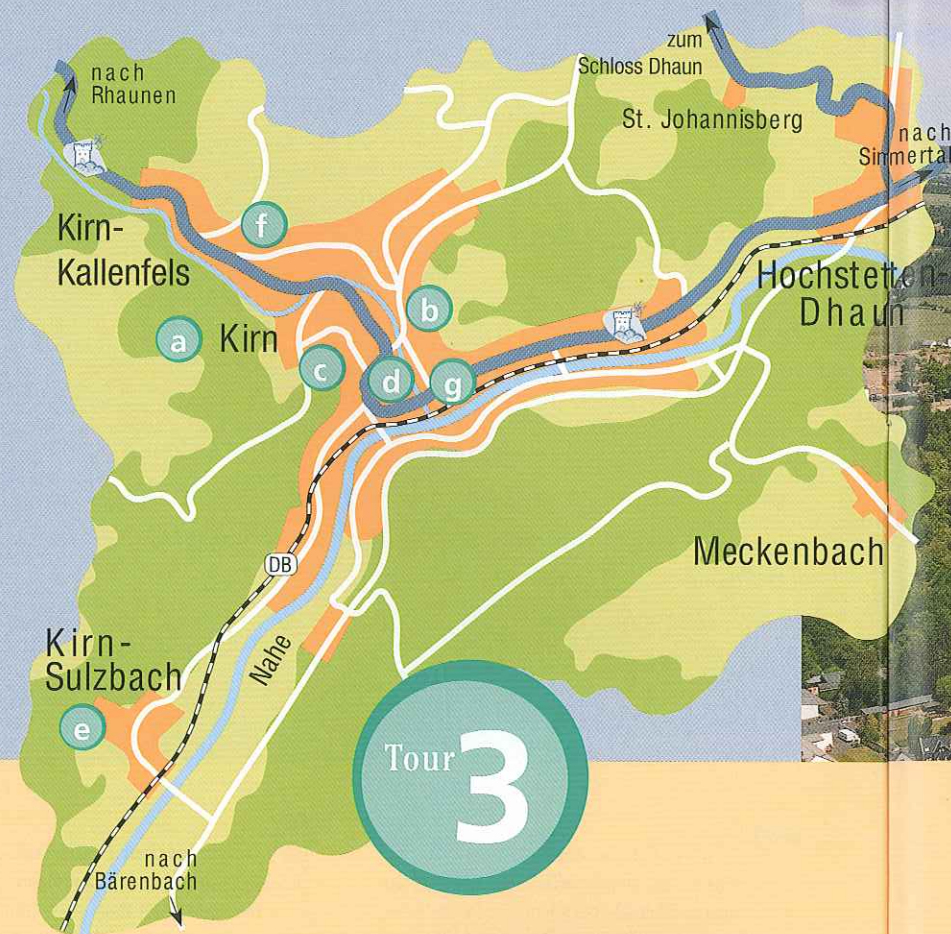 nach
Rhaunen
zum
Schloss Dhaun
St. Johannisberg
nach
Simmertal
Kirn-
Kallenfels
f
b
Hochstetten
Dhaun
a
Kirn
c
d
g
DB
Meckenbach
Kirn-
Sulzbach
Nahe
e
Tour 3
nach
Bärenbach